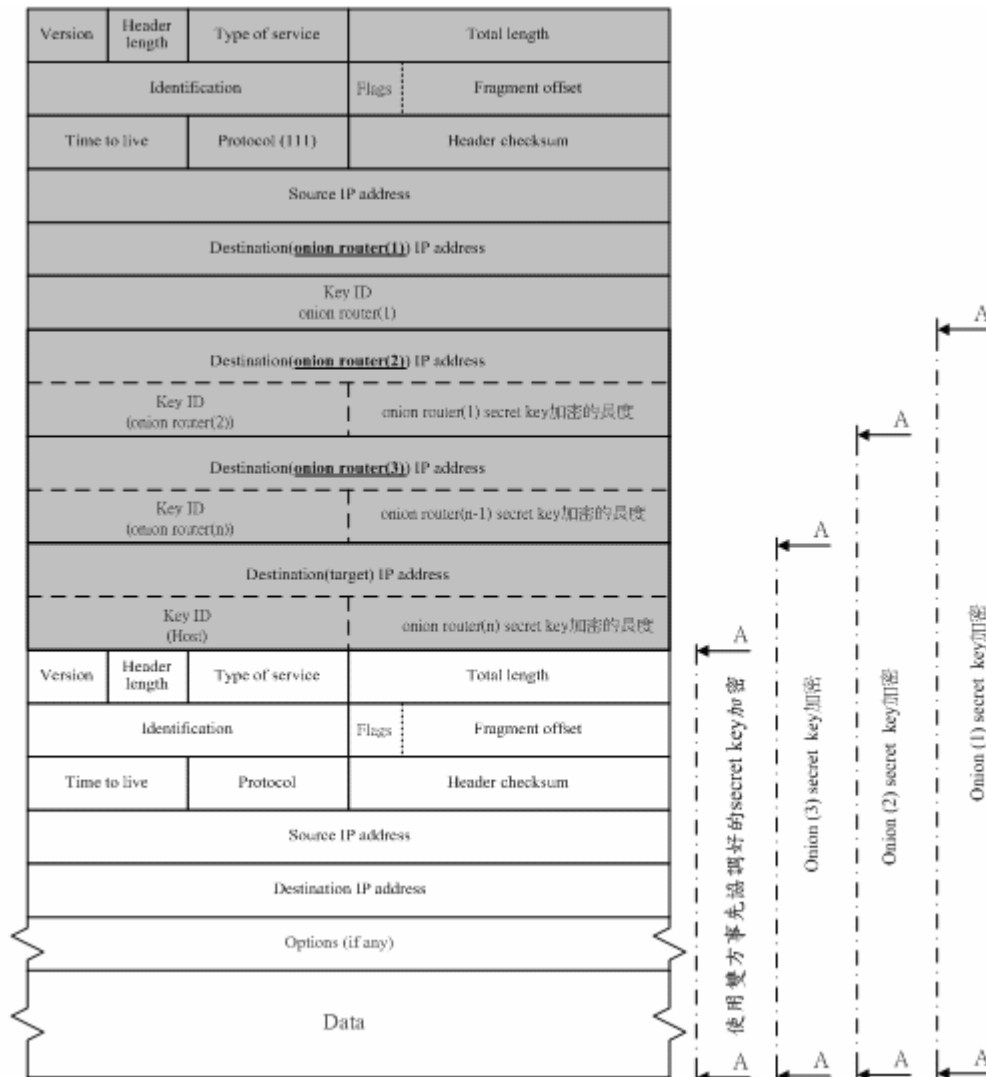 Version
Header
length
Type of service
Total length
Identification
Flags
Fragment offset
Time to live
Protocol (111)
Header checksum
Source IP address
Destination(onion router(1)) IP address
Key ID
onion router(1)
Destination(onion router(2)) IP address
Key ID
(onion router(2))
onion router(1) secret key加密的長度
Destination(onion router(3)) IP address
Key ID
(onion router(n))
onion router(n-1) secret key加密的長度
Destination(target) IP address
Key ID
(Host)
onion router(n) secret key加密的長度
Version
Header
length
Type of service
Total length
Identification
Flags
Fragment offset
Time to live
Protocol
Header checksum
Source IP address
Destination IP address
Options (if any)
Data
A
使用雙方事先協調好的secret key加密
A
A
Onion (3) secret key加密
A
A
Onion (2) secret key加密
A
A
Onion (1) secret key加密
A